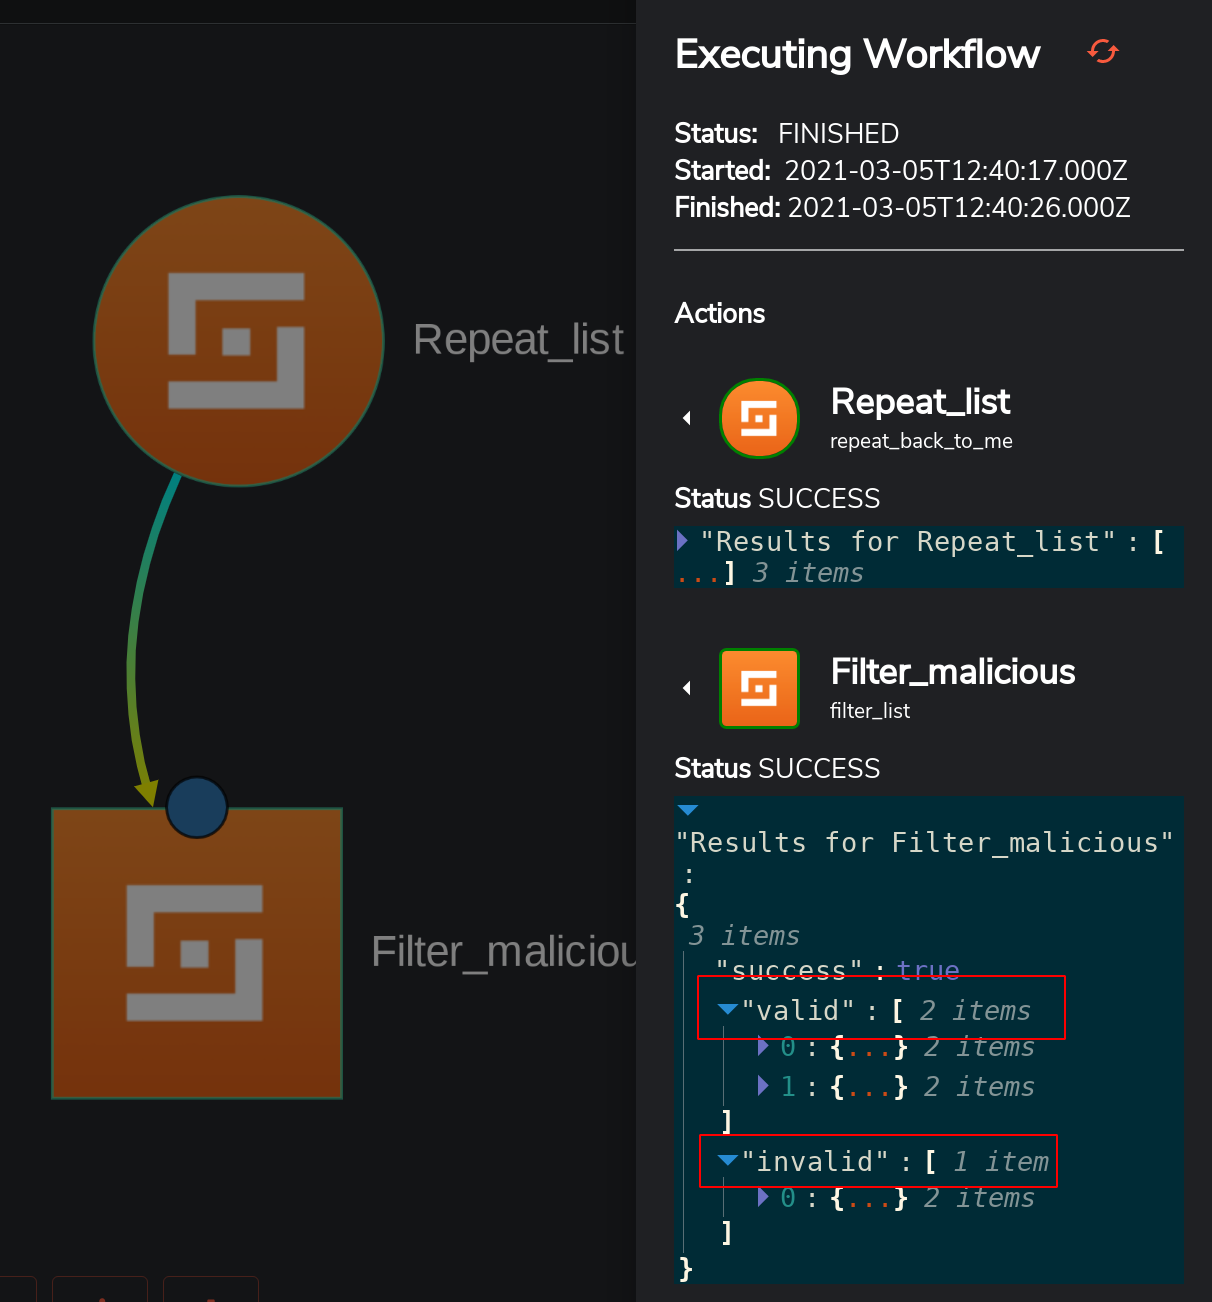 Repeat_list
Filter_maliciou
Executing Workflow
Status: FINISHED
Started: 2021-03-05T12:40:17.000Z
Finished: 2021-03-05T12:40:26.000Z
Actions
Repeat_list
repeat_back_to_me
Status SUCCESS
"Results for Repeat_list" : [
...] 3 items
Filter_malicious
filter_list
Status SUCCESS
"Results for Filter_malicious"
:
{
3 items
"success" : true
"valid" : [ 2 items
0 : {...} 2 items
1 : {...} 2 items
]
"invalid" : [ 1 item
0 : {...} 2 items
]
}